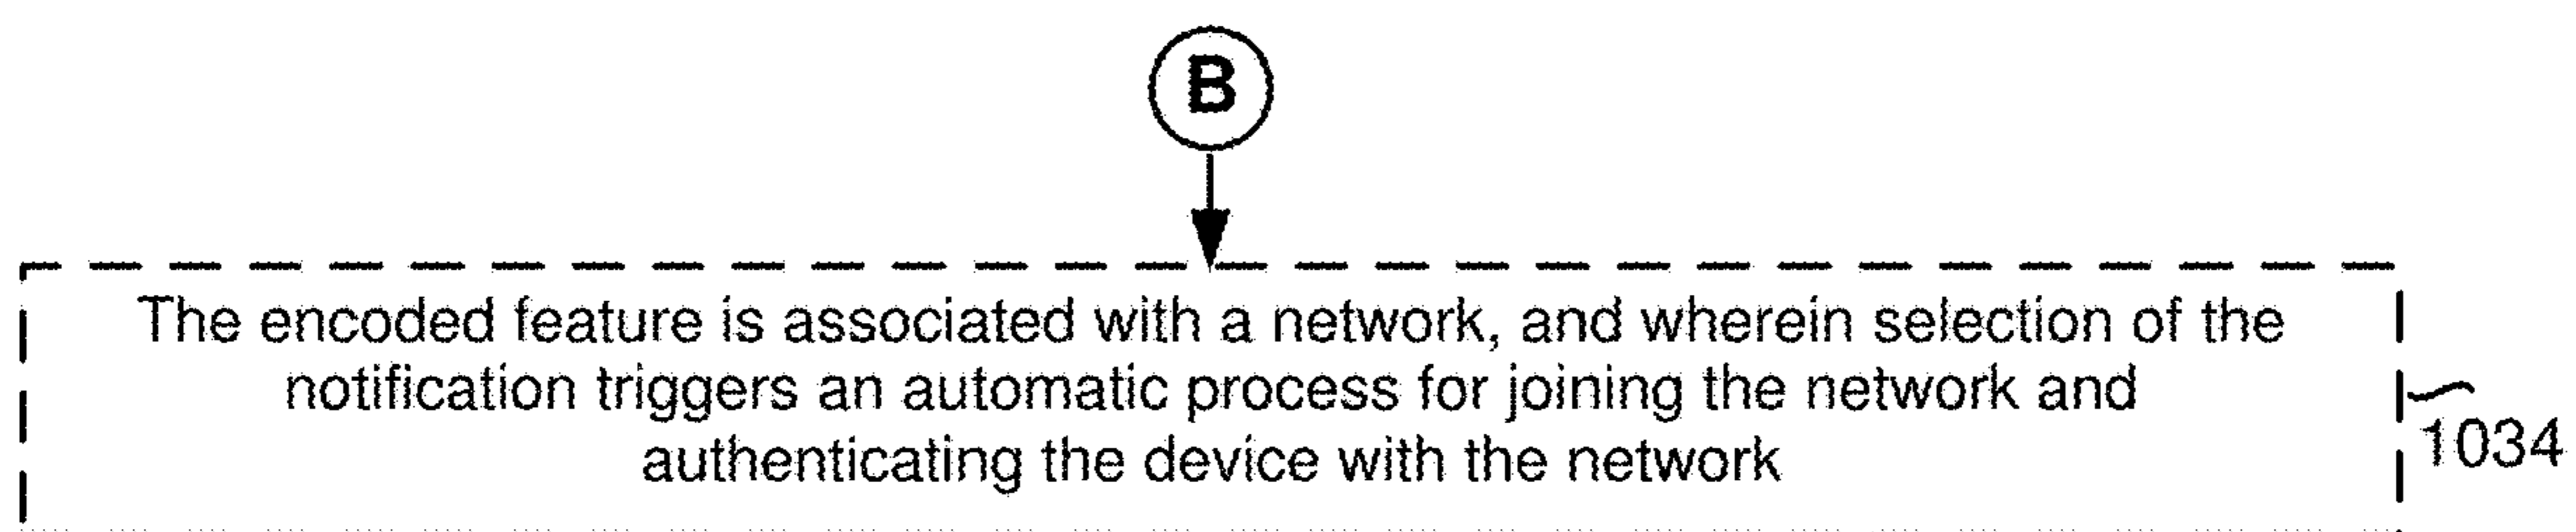 B
The encoded feature is associated with a network, and wherein selection of the
notification triggers an automatic process for joining the network and
authenticating the device with the network
1034